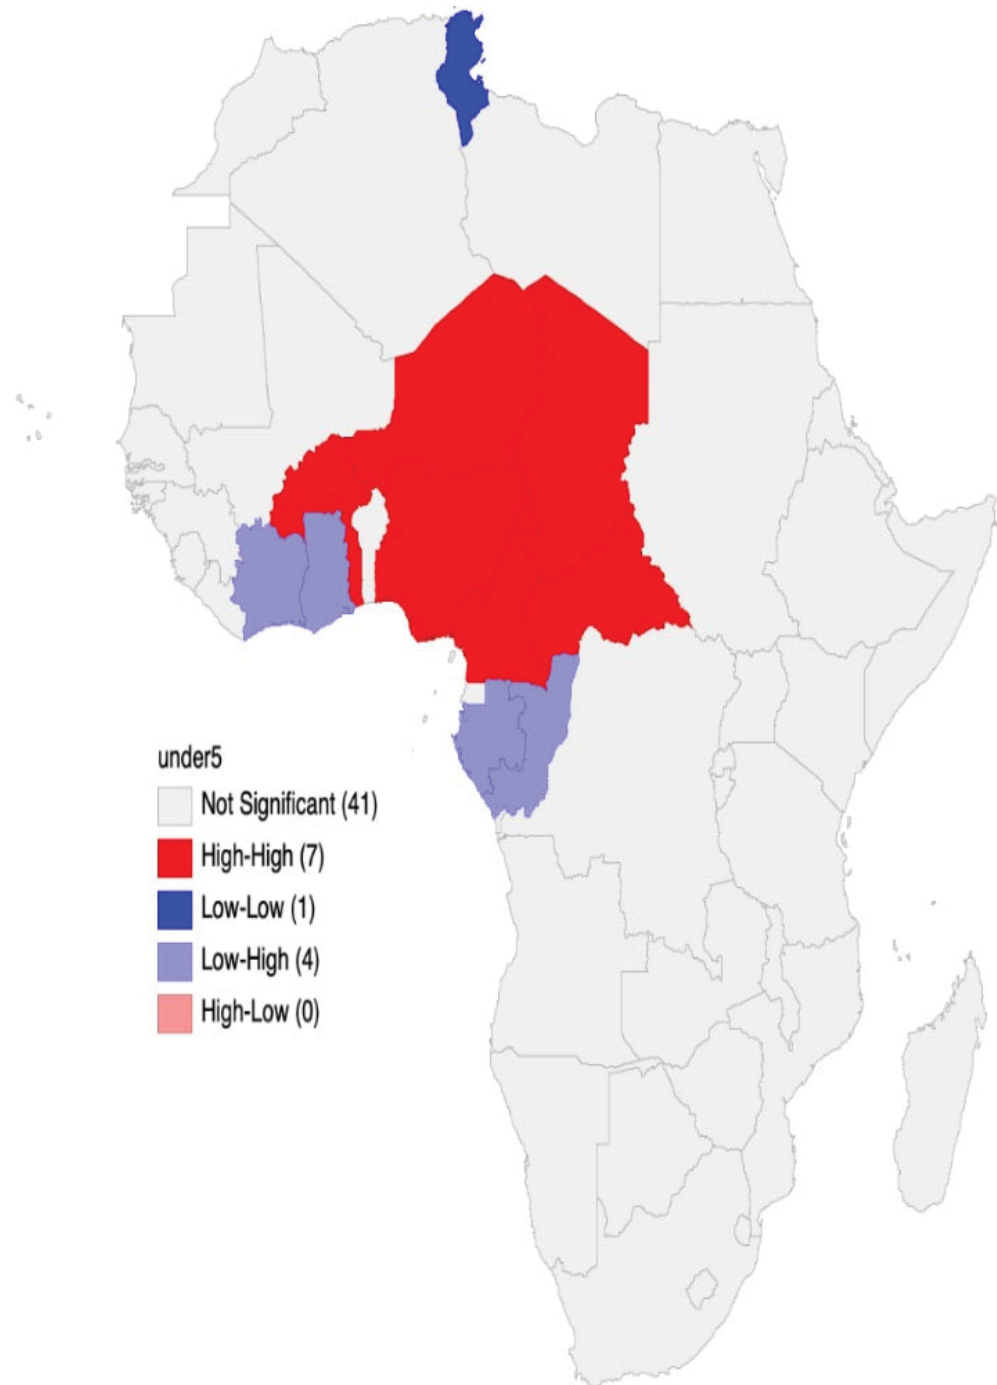 under5
Not Significant (41)
High-High (7)
Low-Low (1)
Low-High (4)
High-Low (0)